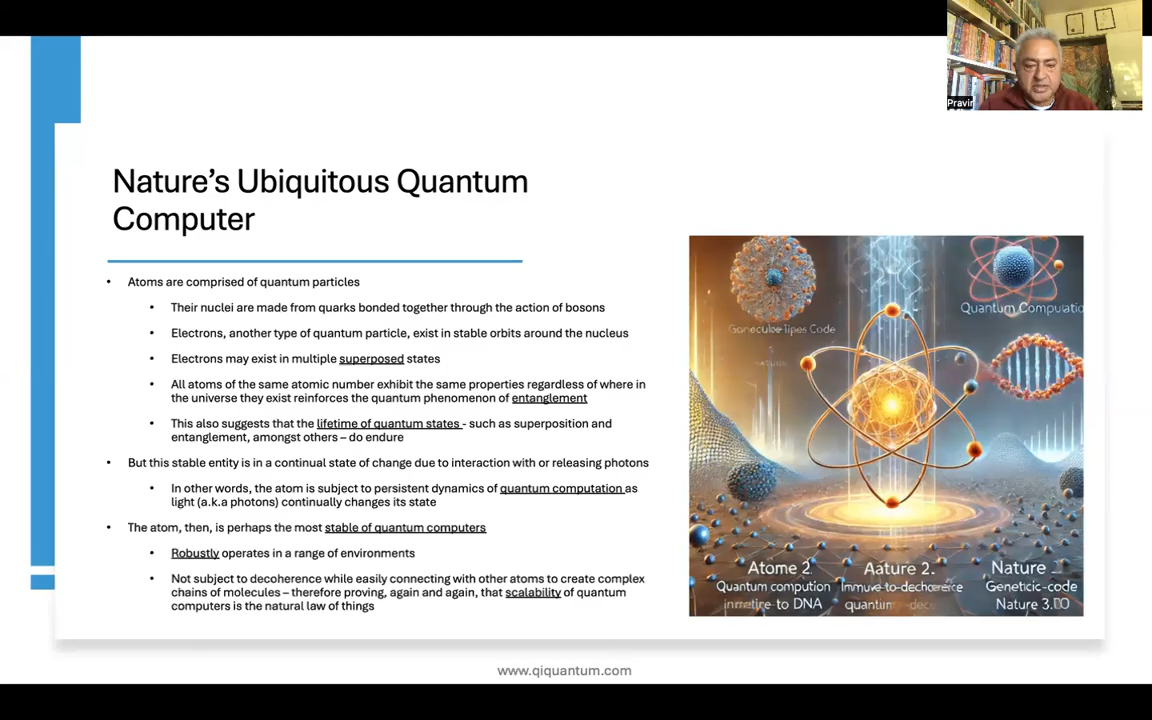 Pravir
Nature's Ubiquitous Quantum
Computer
• Atoms are comprised of quantum particles
• Their nuclei are made from quarks bonded together through the action of bosons
• Electrons, another type of quantum particle, exist in stable orbits around the nucleus
• Electrons may exist in multiple superposed states
• All atoms of the same atomic number exhibit the same properties regardless of where in
the universe they exist reinforces the quantum phenomenon of entanglement
• This also suggests that the lifetime of quantum states - such as superposition and
entanglement, amongst others – do endure
• But this stable entity is in a continual state of change due to interaction with or releasing photons
• In other words, the atom is subject to persistent dynamics of quantum computation as
light (a.k.a photons) continually changes its state
• The atom, then, is perhaps the most stable of quantum computers
• Robustly operates in a range of environments
• Not subject to decoherence while easily connecting with other atoms to create complex
chains of molecules – therefore proving, again and again, that scalability of quantum
computers is the natural law of things
Quantum Computatio
Code
Atome 2
Aature 2.
Nature
Quantum compution
quantum
Nature
to DNA
www.qiquantum.com